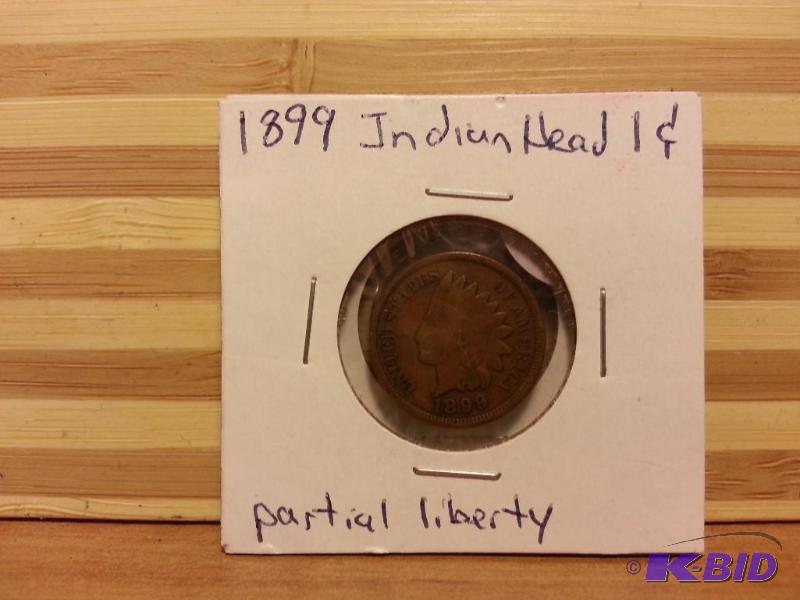 1899 Indian Head 1¢
UNITED STATES OF AMERICA
1899
partial liberty
© K-BID